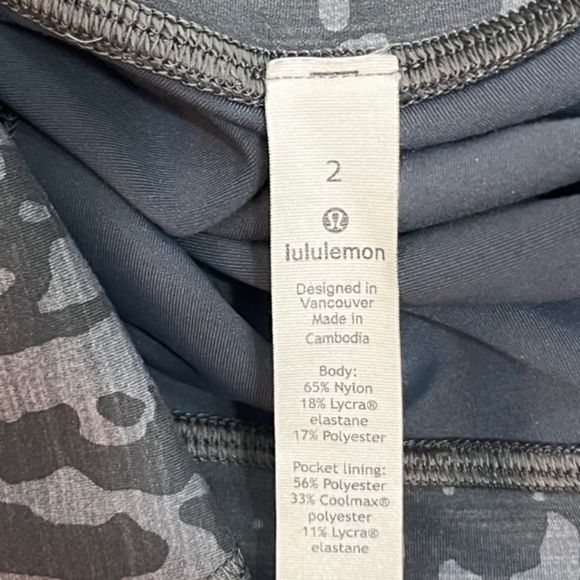 2
lululemon
Designed in
Vancouver
Made in
Cambodia
Body:
65% Nylon
18% Lycra®
elastane
17% Polyester
Pocket lining:
56% Polyester
33% Coolmax®
polyester
11% Lycra®
elastane